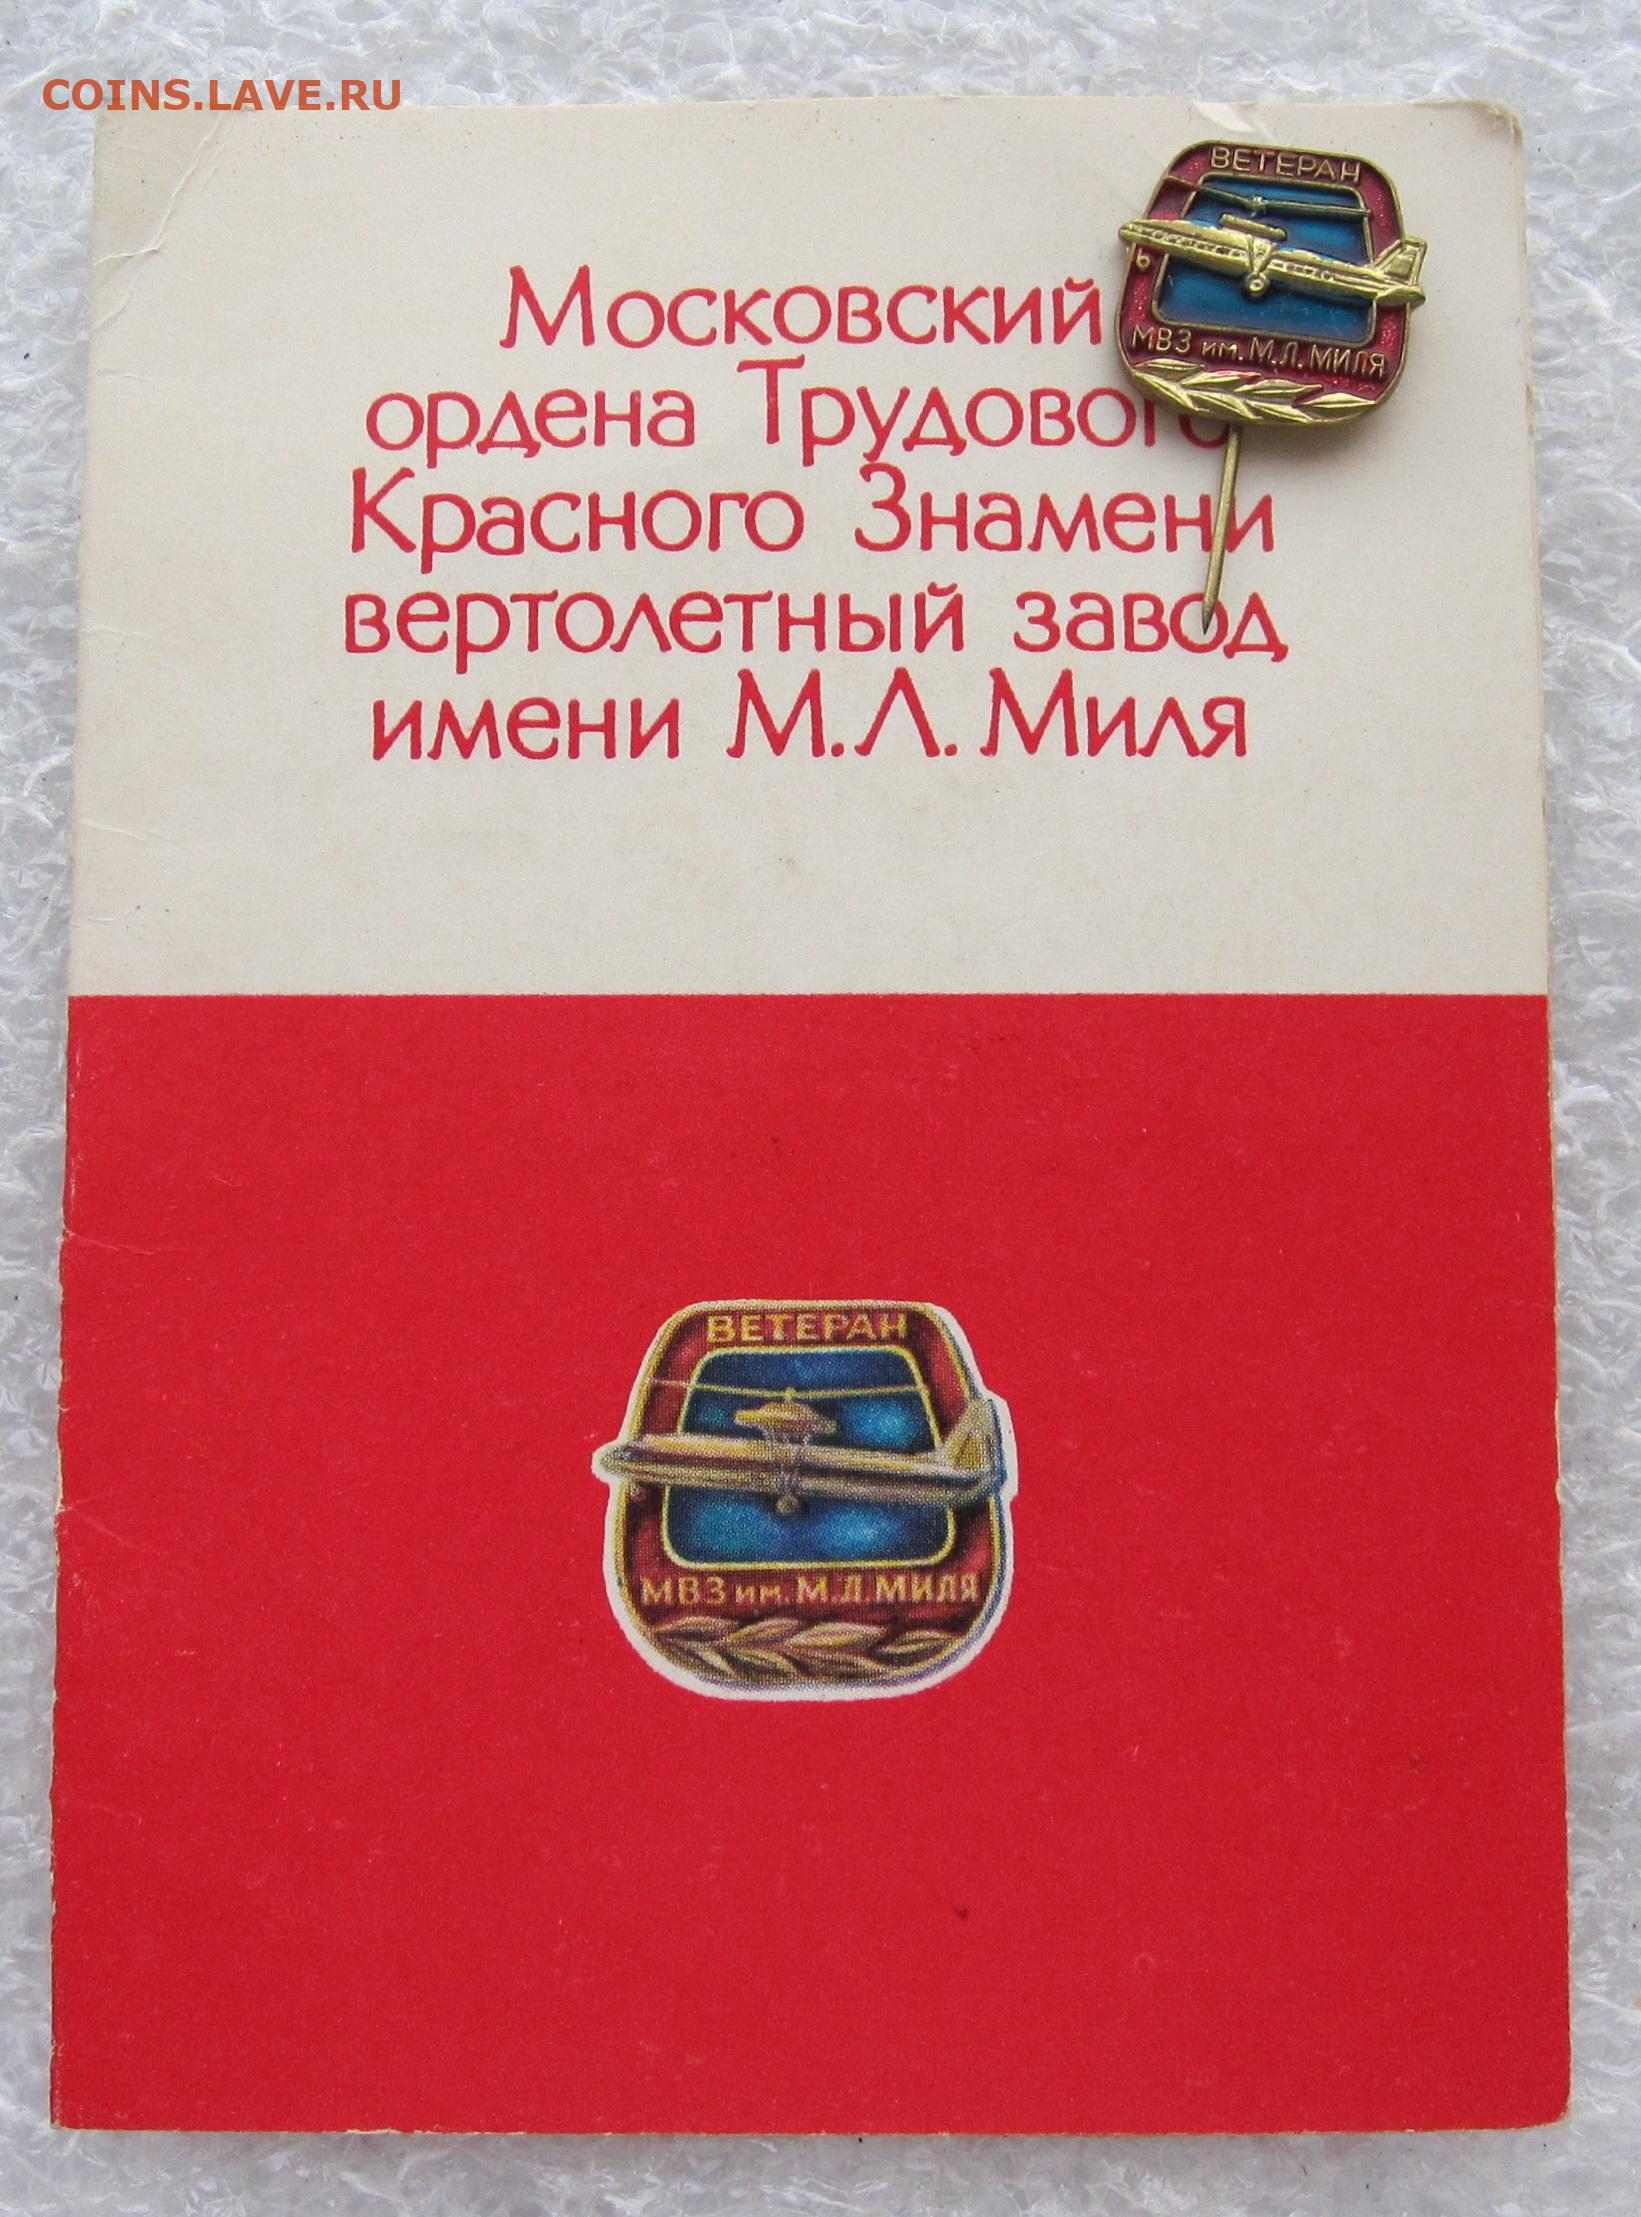 COINS.LAVE.RU
ВЕТЕРАН
МВЗ им. М.Л.МИЛЯ
Московский
ордена Трудового
Красного Знамени
вертолетный завод
имени М.Л.Миля
ВЕТЕРАН
МВЗ им. М.Л.МИЛЯ